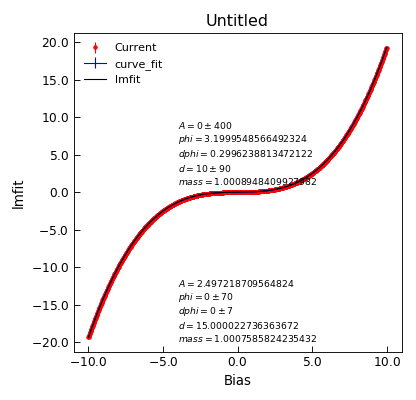 Untitled
20.0
15.0
10.0
5.0
0.0
−5.0
−10.0
−15.0
−20.0
lmfit
Current
curve_fit
lmfit
A = 0 ± 400
phi = 3.1999548566492324
dphi = 0.2996238813472122
d = 10 ± 90
mass = 1.0008948409927982
A = 2.497218709564824
phi = 0 ± 70
dphi = 0 ± 7
d = 15.000022736363672
mass = 1.0007585824235432
−10.0 −5.0 0.0 5.0 10.0
Bias